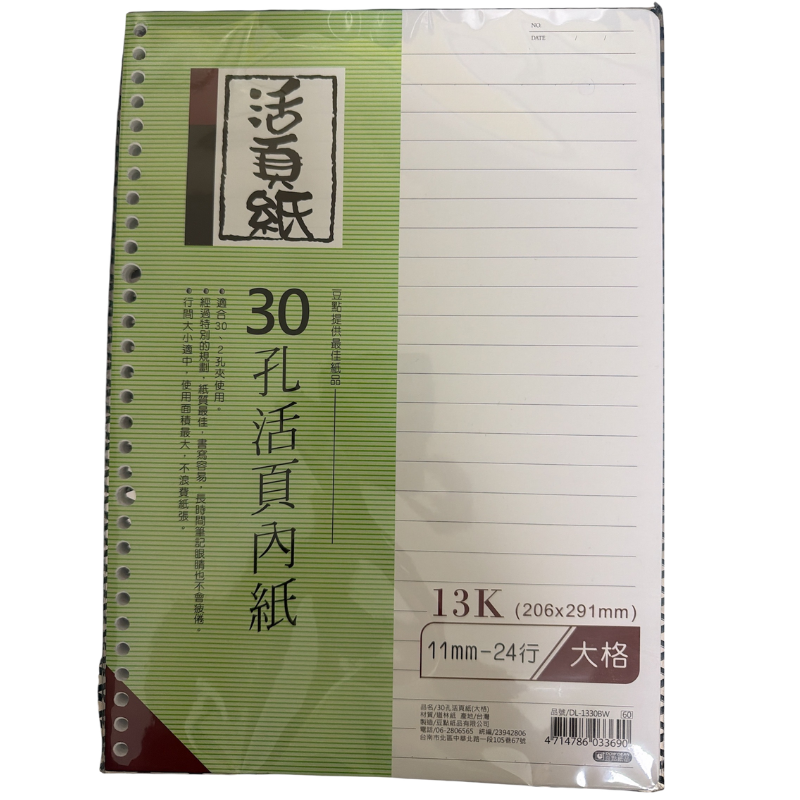 NO.
DATE / /
活頁紙
豆點提供最佳紙品
30孔活頁內紙
●適合30、2孔夾使用。
●經過特別的規劃，紙質最佳，書寫容易，長時間筆記眼睛也不會疲倦。
●行間大小適中，使用面積最大，不浪費紙張。
13K (206x291mm)
11mm-24行
大格
品名/30孔活頁紙(大格)
材質/模林紙 產地/台灣
製造/豆點紙品有限公司
電話/06-2806565 統編/23942806
台南市北區中華北路一段105巷67號
品號/DL-1330BW (60)
4 714786 033690